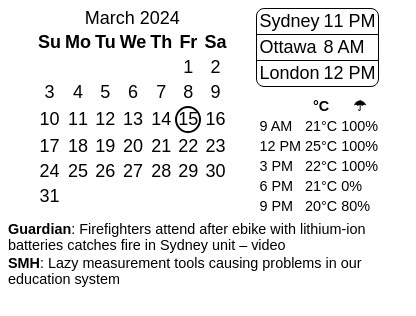 March 2024
Su Mo Tu We Th Fr Sa
1 2
3 4 5 6 7 8 9
10 11 12 13 14 15 16
17 18 19 20 21 22 23
24 25 26 27 28 29 30
31
Sydney 11 PM
Ottawa 8 AM
London 12 PM
°C ☂
9 AM 21°C 100%
12 PM 25°C 100%
3 PM 22°C 100%
6 PM 21°C 0%
9 PM 20°C 80%
Guardian: Firefighters attend after ebike with lithium-ion
batteries catches fire in Sydney unit – video
SMH: Lazy measurement tools causing problems in our
education system